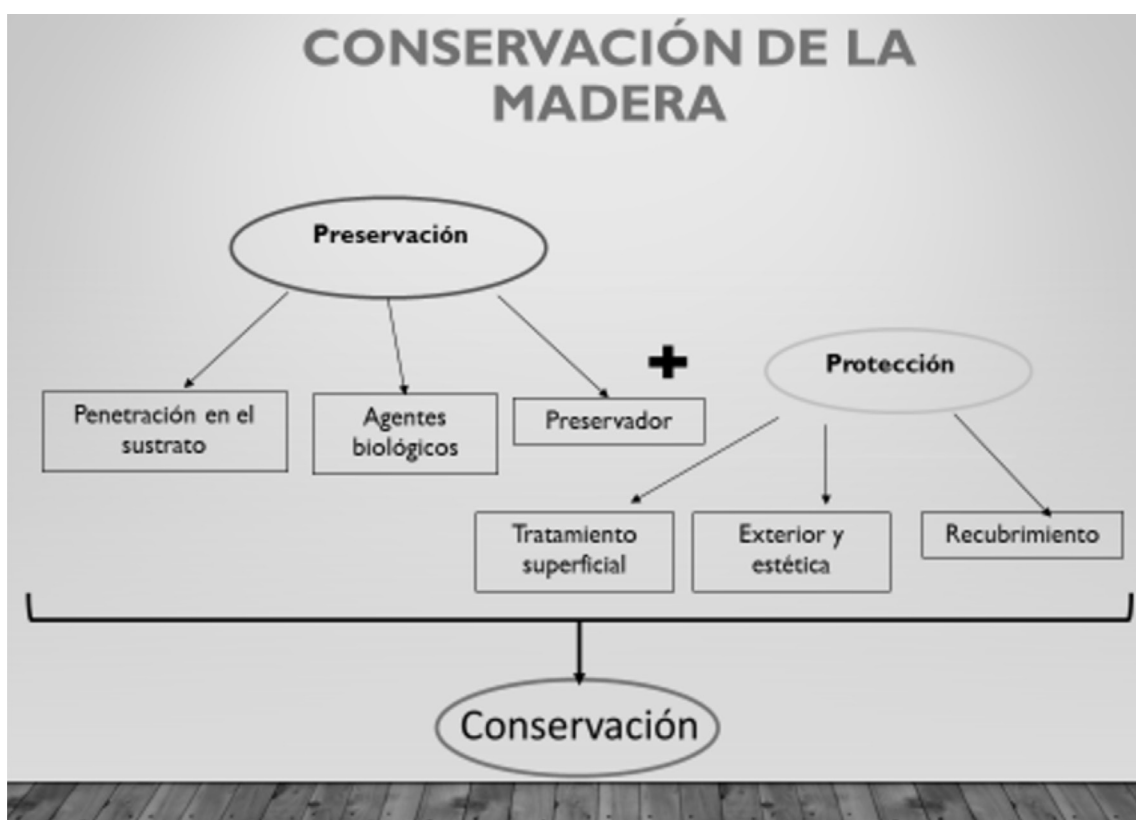 CONSERVACIÓN DE LA
MADERA
Preservación
Penetración en el
sustrato
Agentes
biológicos
Preservador
Protección
Tratamiento
superficial
Exterior y
estética
Recubrimiento
Conservación